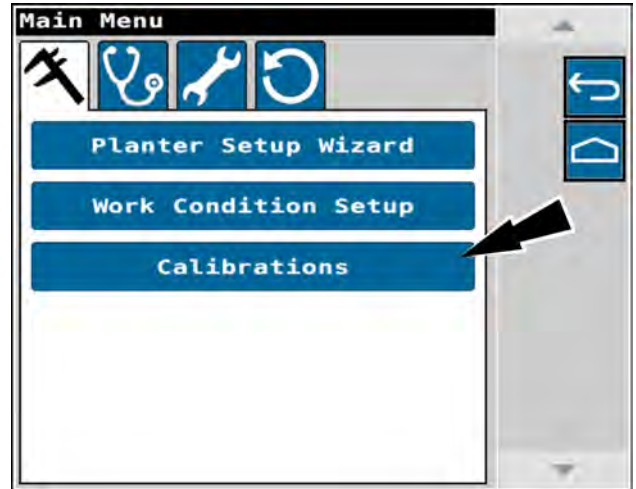 Main Menu
Planter Setup Wizard
Work Condition Setup
Calibrations